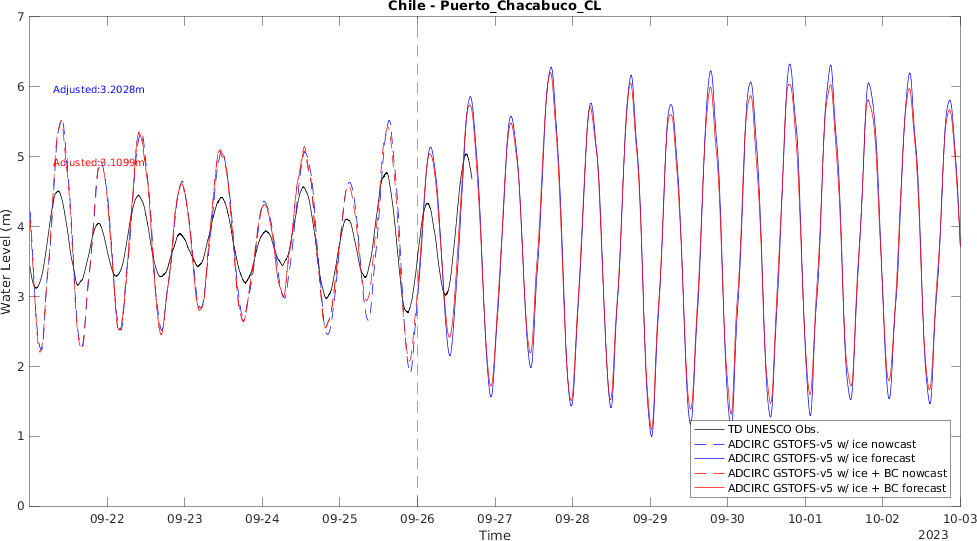 Chile - Puerto_Chacabuco_CL
Water Level (m)
7
6
5
4
3
2
1
0
Adjusted:3.2028m
Adjusted:3.1099m
TD UNESCO Obs.
ADCIRC GSTOFS-v5 w/ ice nowcast
ADCIRC GSTOFS-v5 w/ ice forecast
ADCIRC GSTOFS-v5 w/ ice + BC nowcast
ADCIRC GSTOFS-v5 w/ ice + BC forecast
09-22 09-23 09-24 09-25 09-26 09-27 09-28 09-29 09-30 10-01 10-02 10-03
Time
2023